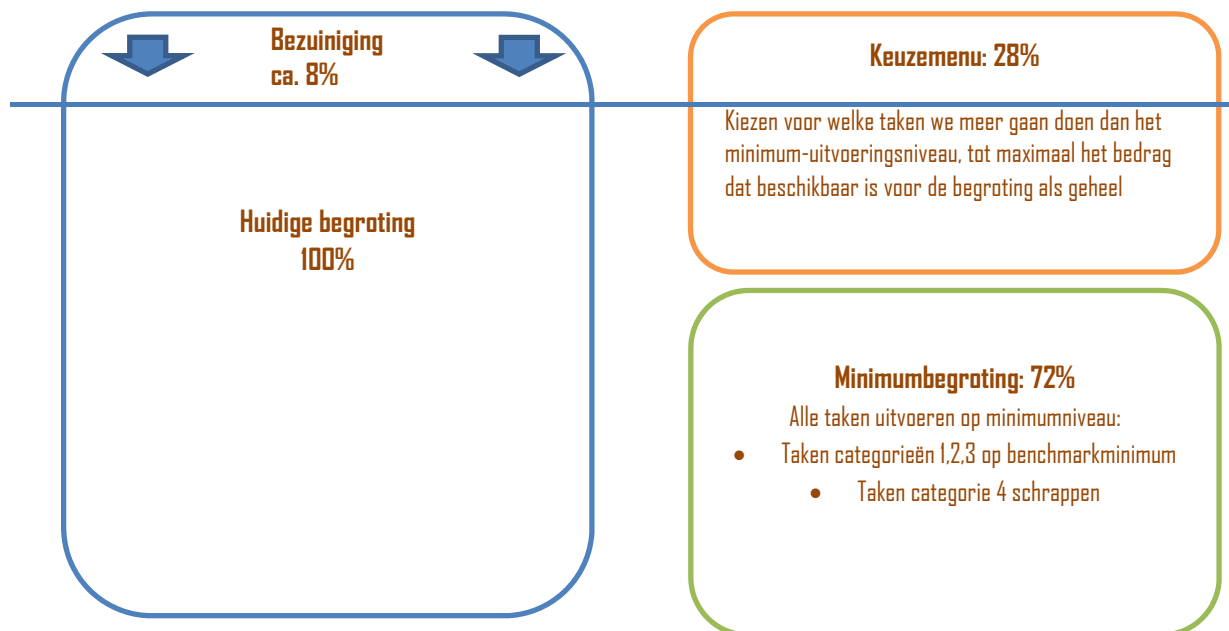 Bezuiniging
ca. 8%
Huidige begroting
100%
Keuzemenu: 28%
Kiezen voor welke taken we meer gaan doen dan het
minimum-uitvoeringsniveau, tot maximaal het bedrag
dat beschikbaar is voor de begroting als geheel
Minimumbegroting: 72%
Alle taken uitvoeren op minimumniveau:
• Taken categorieën 1,2,3 op benchmarkminimum
• Taken categorie 4 schrappen